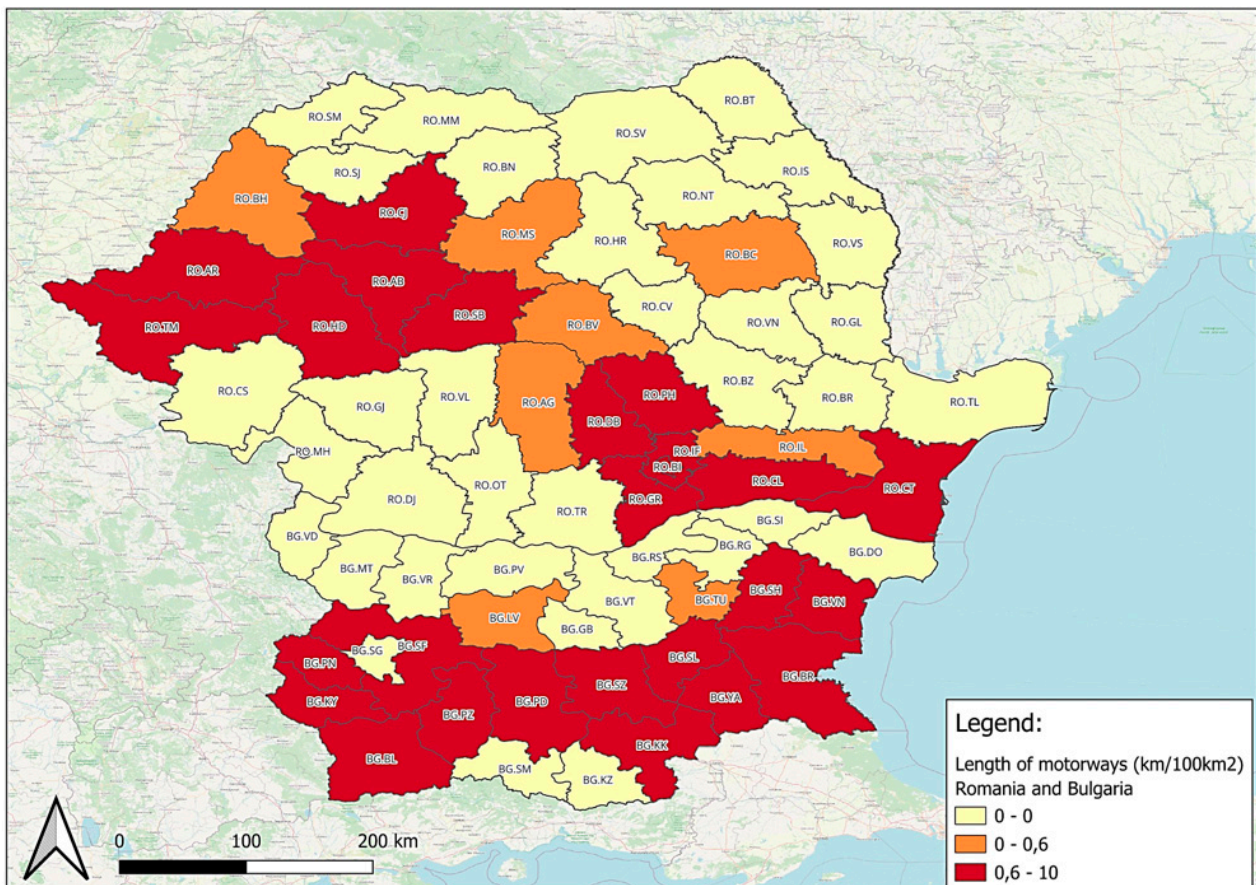 RO.BT
RO.SM
RO.MM
RO.SV
RO.BN
RO.SJ
RO.IS
RO.NT
RO.BH
RO.CJ
RO.MS
RO.HR
RO.VS
RO.BC
RO.AR
RO.AB
RO.SB
RO.CV
RO.TM
RO.HD
RO.BV
RO.VN
RO.GL
RO.CS
RO.GJ
RO.VL
RO.AG
RO.PH
RO.BZ
RO.BR
RO.TL
RO.DB
RO.MH
RO.IF
RO.IL
RO.BI
RO.OT
RO.CL
RO.CT
RO.DJ
RO.GR
RO.TR
BG.SI
BG.VD
BG.RG
BG.DO
BG.RS
BG.MT
BG.VR
BG.PV
BG.SH
BG.TU
BG.VN
BG.VT
BG.LV
BG.GB
BG.SG
BG.SF
BG.PN
BG.SL
BG.BR
BG.SZ
BG.YA
BG.KY
BG.PZ
BG.PD
BG.KK
BG.BL
BG.SM
BG.KZ
Legend:
Length of motorways (km/100km2)
Romania and Bulgaria
0 - 0
0 - 0,6
0,6 - 10
0 100 200 km